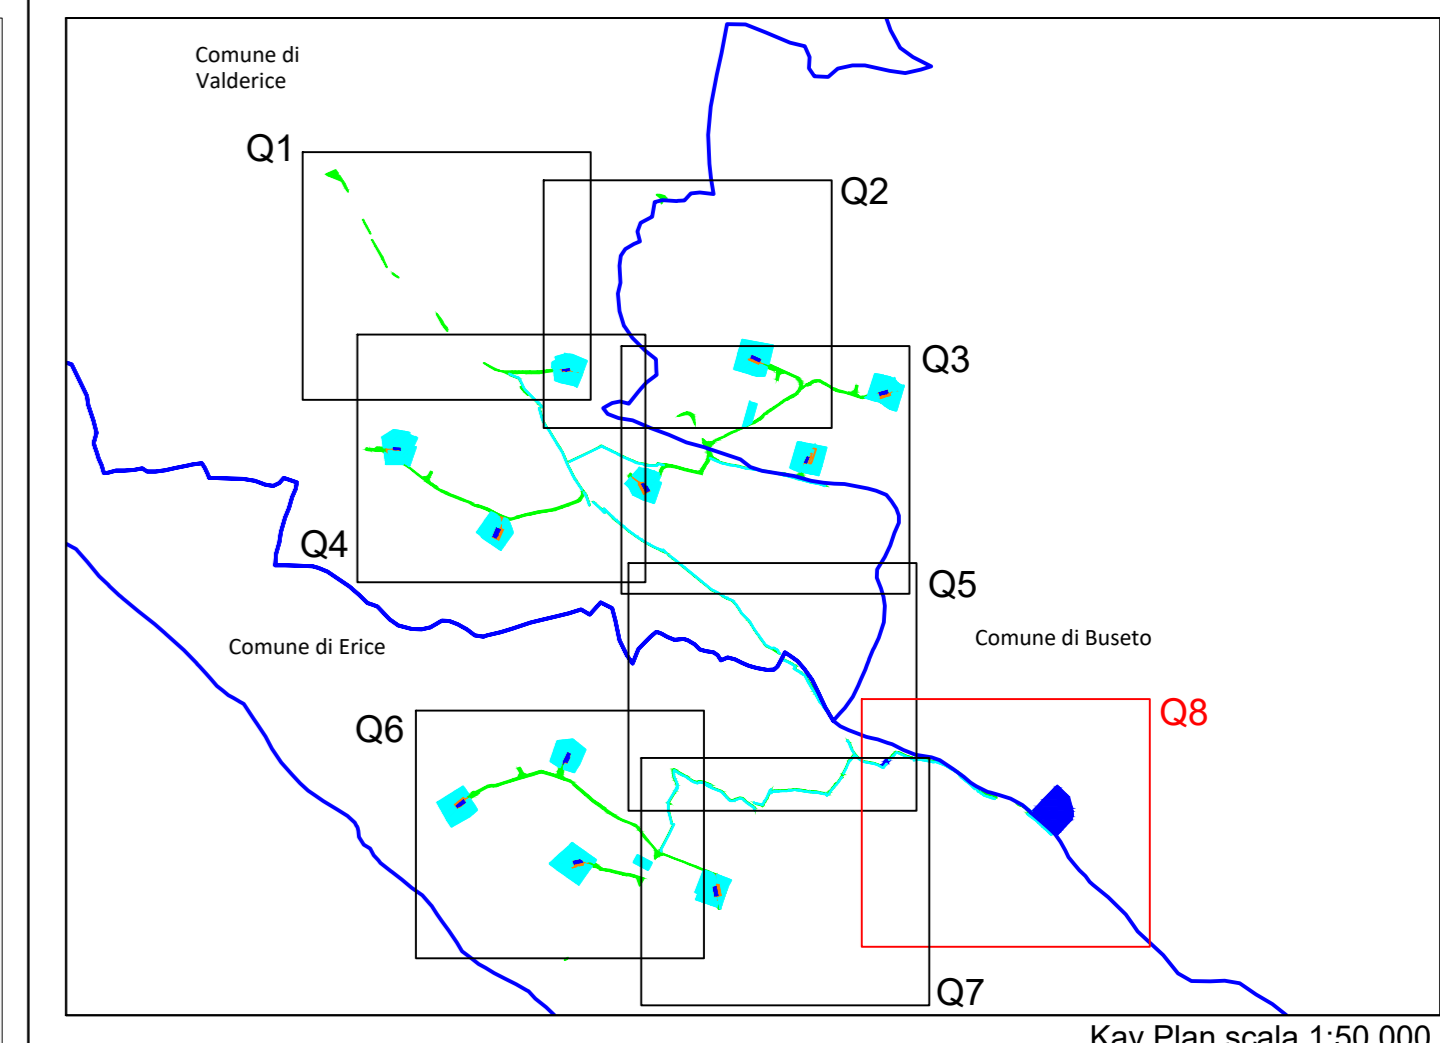 Comune di
Valderice
Q1
Q2
Q3
Q4
Q5
Comune di Erice
Comune di Buseto
Q6
Q8
Q7
Kay Plan scala 1:50.000